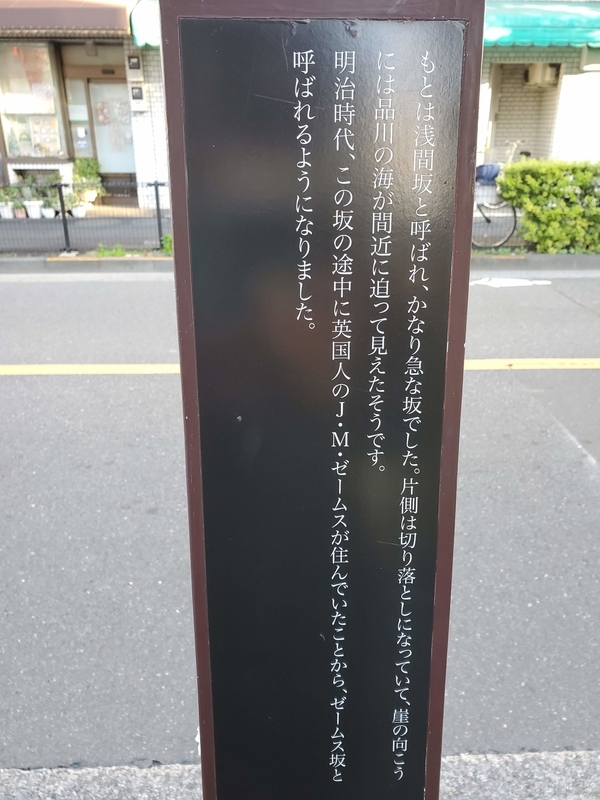 もとは浅間坂と呼ばれ、かなり急な坂でした。片側は切り落としになっていて、崖の向こう
には品川の海が間近に迫って見えたそうです。
明治時代、この坂の途中に英国人のJ・M・ゼームスが住んでいたことから、ゼームス坂と
呼ばれるようになりました。